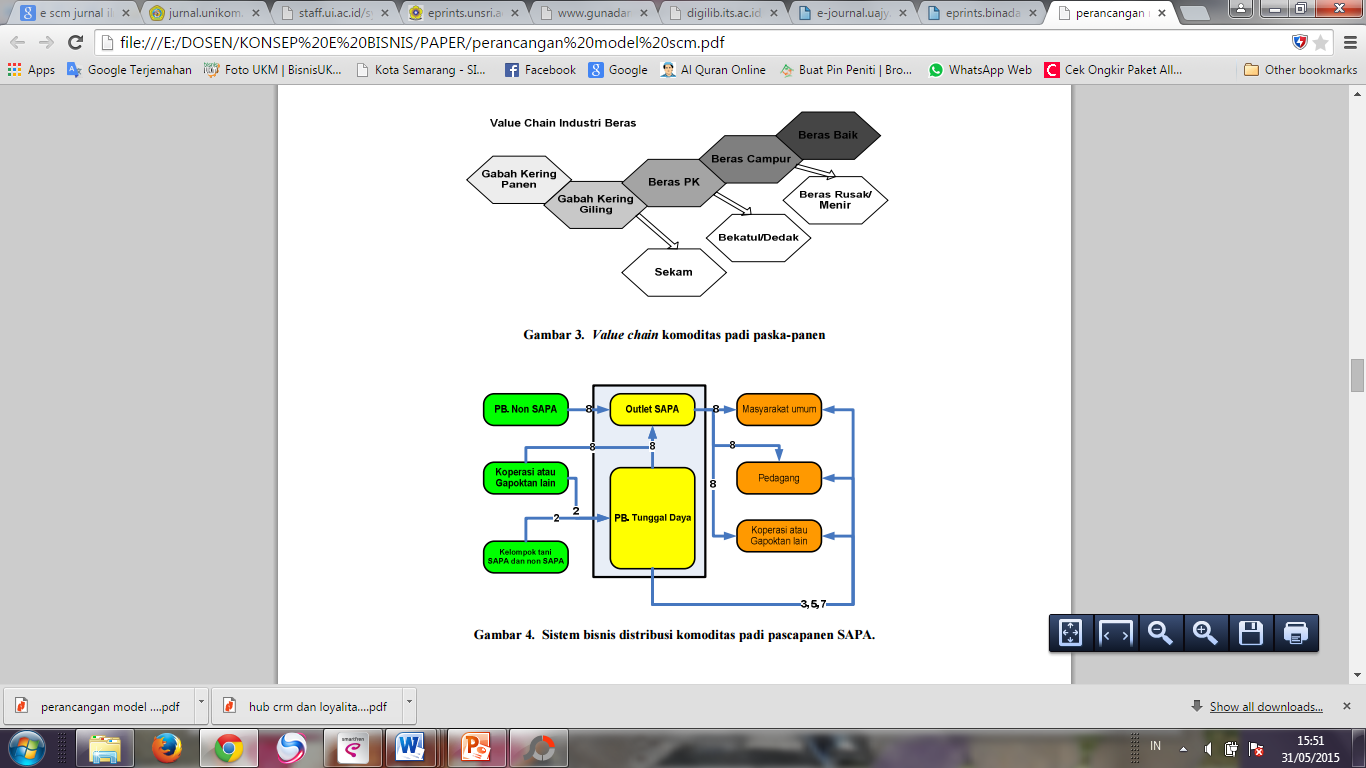 e scm jurnal il
jurnal.unikom.
staff.ui.ac.id/sy
eprints.unsri.a
www.gunadar
digilib.its.ac.id
e-journal.uajy.
eprints.binada
perancangan
file:///E:/DOSEN/KONSEP%20E%20BISNIS/PAPER/perancangan%20model%20scm.pdf
Apps
Google Terjemahan
Foto UKM | BisnisUK...
Kota Semarang - SI...
Facebook
Google
Al Quran Online
Buat Pin Peniti | Bro...
WhatsApp Web
Cek Ongkir Paket All...
Other bookmarks
Value Chain Industri Beras
Gabah Kering
Panen
Gabah Kering
Giling
Beras PK
Beras Campur
Beras Baik
Beras Rusak/
Menir
Bekatul/Dedak
Sekam
Gambar 3. Value chain komoditas padi paska-panen
PB. Non SAPA
8
Outlet SAPA
8
Masyarakat umum
8
8
8
Koperasi atau
Gapoktan lain
Pedagang
8
2
2
PB. Tunggal Daya
Koperasi atau
Gapoktan lain
Kelompok tani
SAPA dan non SAPA
3,5,7
Gambar 4. Sistem bisnis distribusi komoditas padi pascapanen SAPA.
perancangan model ....pdf
hub crm dan loyalita....pdf
Show all downloads...
smartfren
IN
15:51
31/05/2015